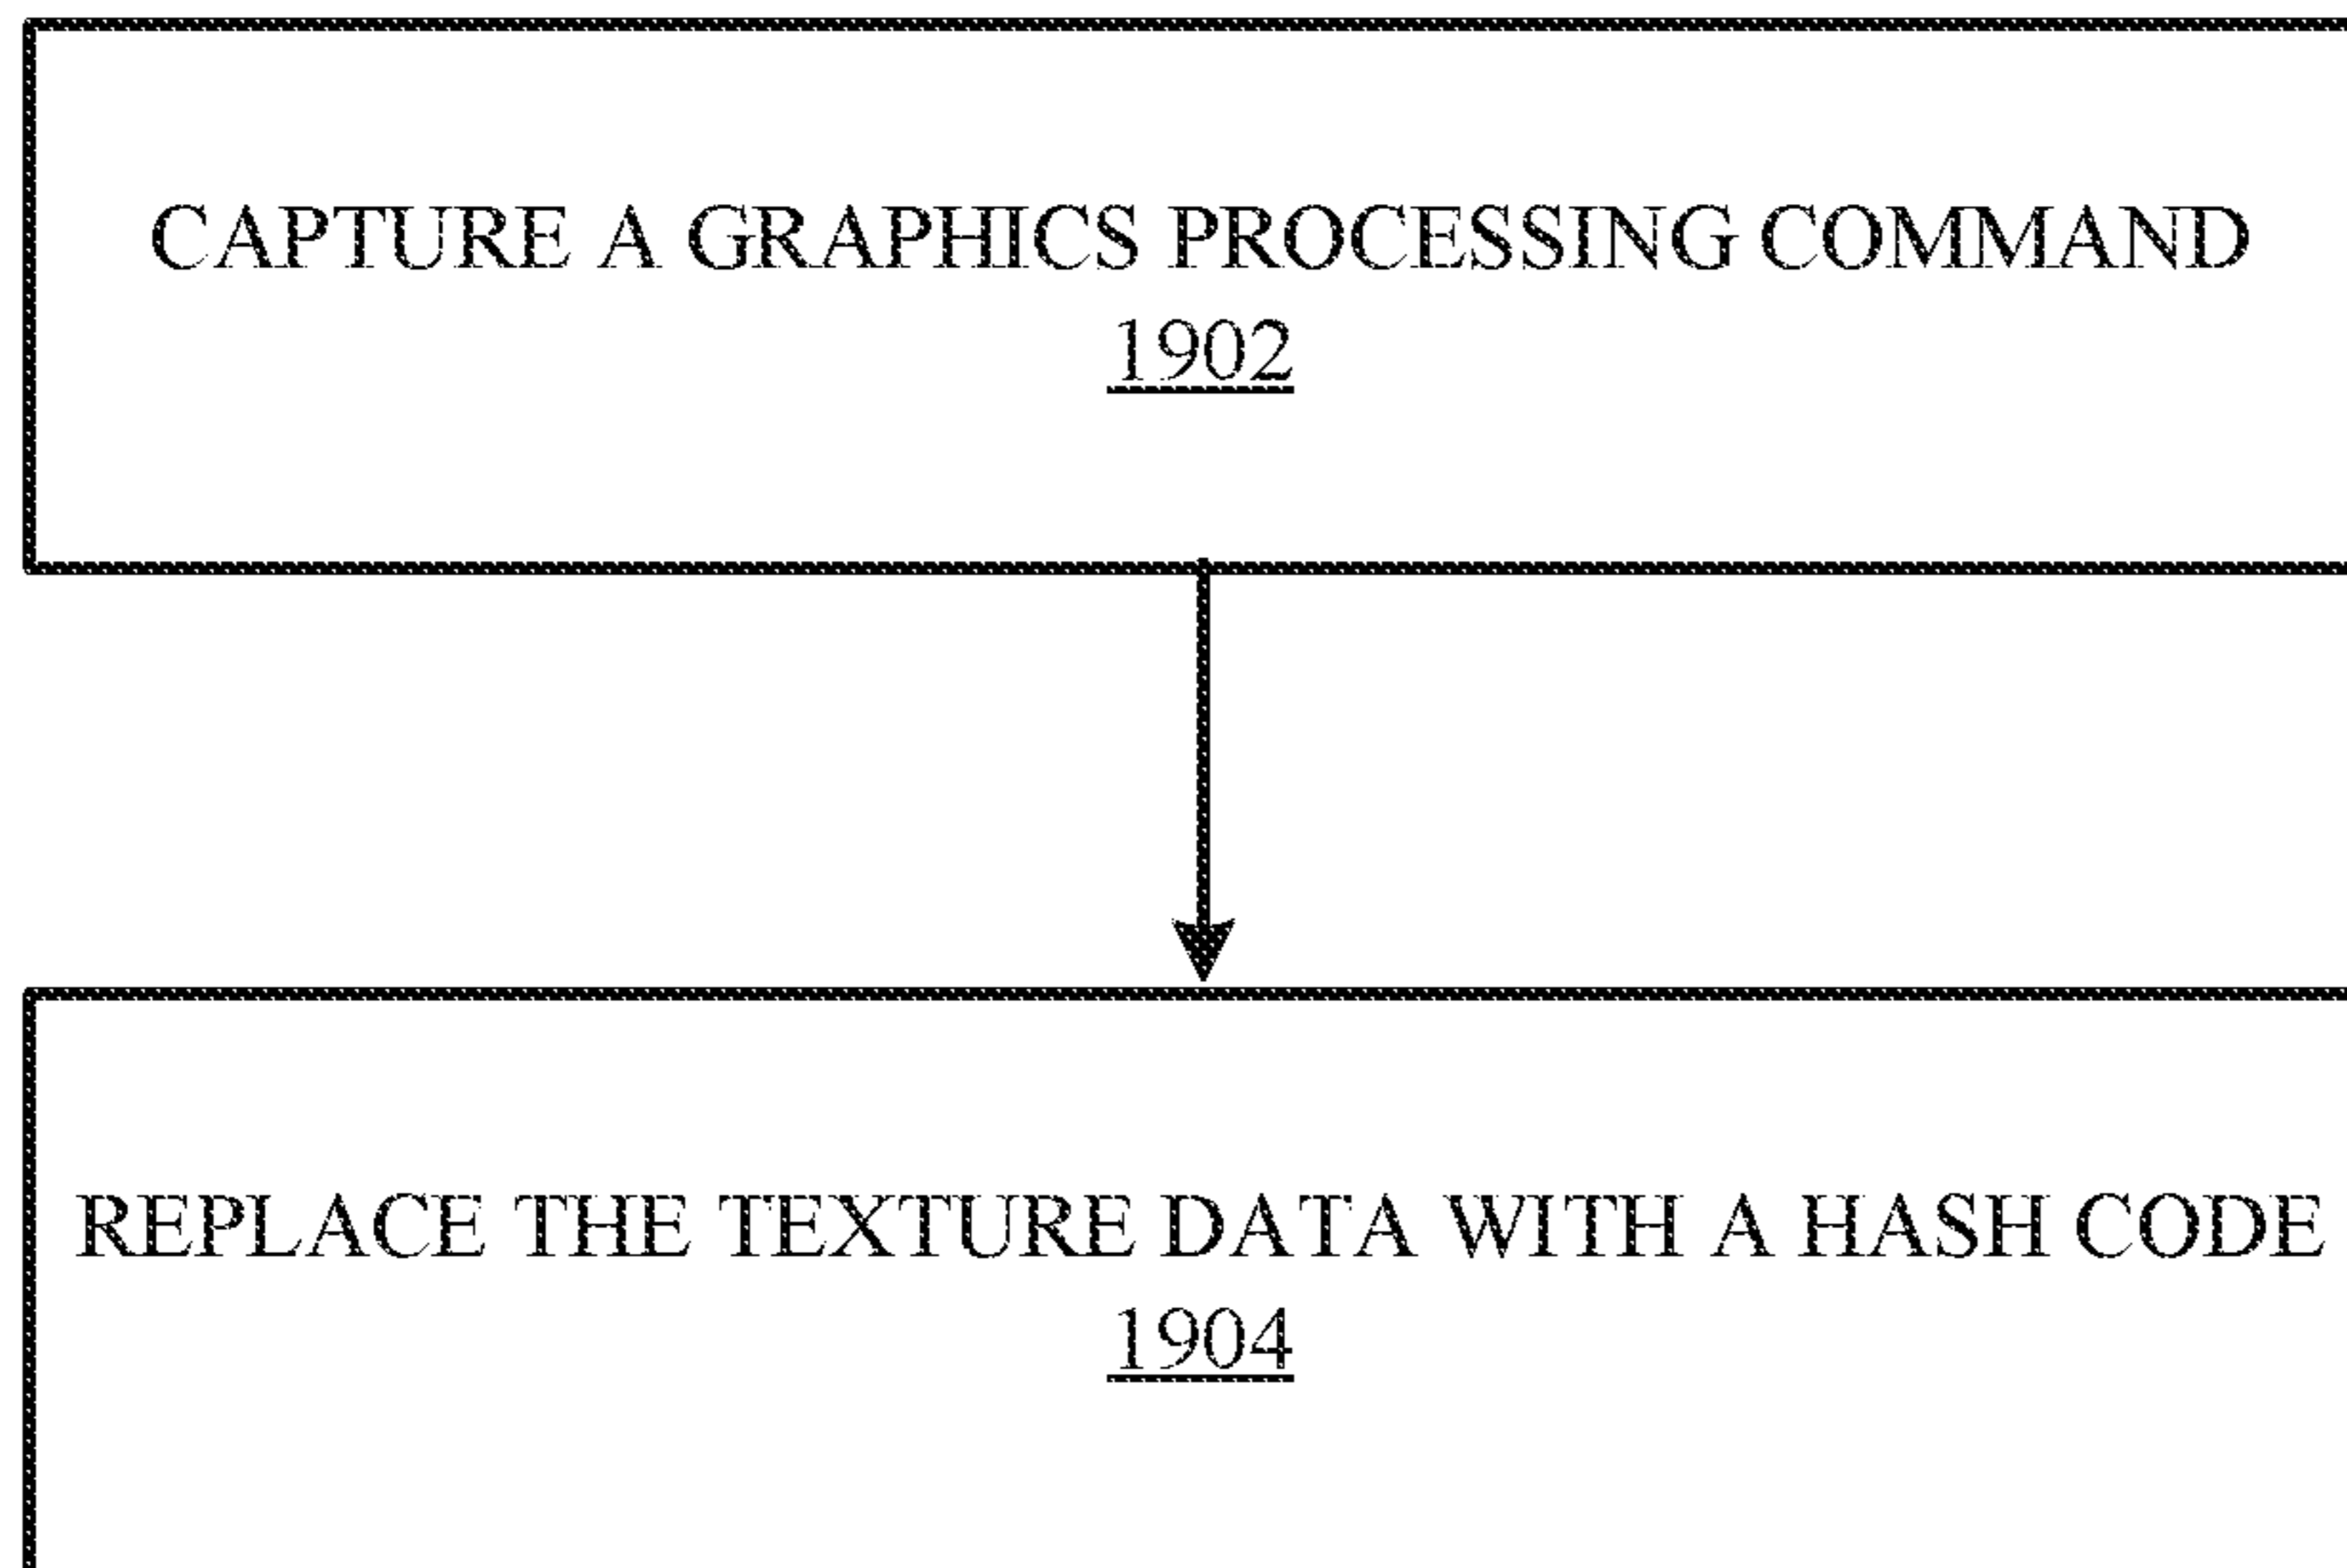 CAPTURE A GRAPHICS PROCESSING COMMAND
1902
REPLACE THE TEXTURE DATA WITH A HASH CODE
1904